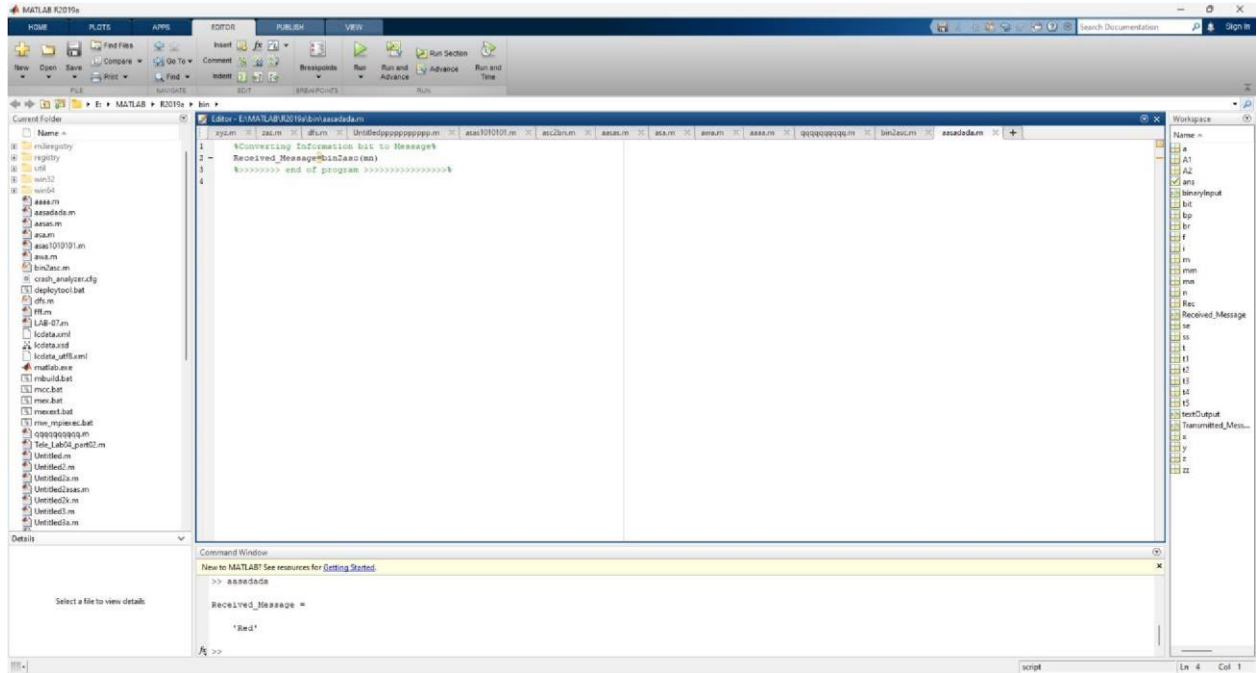 MATLAB R2019a
HOME PLOTS APPS EDITOR PUBLISH VIEW
Search Documentation
Sign In
New Open Save
Find Files
Compare
Print
Go To
Find
Insert
Comment
Indent
Breakpoints
Run
Run and Advance
Run Section
Advance
Run and Time
FILE NAVIGATE EDIT BREAKPOINTS RUN
E: MATLAB R2019a bin
Current Folder
Name
m3iregistry
registry
util
win32
win64
aaaa.m
aasadada.m
aasas.m
asa.m
asas1010101.m
awa.m
bin2asc.m
crash_analyzer.cfg
deploytool.bat
dfs.m
fff.m
LAB-07.m
lcdata.xml
lcdata.xsd
lcdata_utf8.xml
matlab.exe
mbuild.bat
mcc.bat
mex.bat
mexext.bat
mw_mpiexec.bat
Tele_Lab04_part02.m
Untitled.m
Untitled2.m
Untitled2a.m
Untitled2asas.m
Untitled2k.m
Untitled3.m
Untitled3a.m
Details
Select a file to view details
Editor - E:\MATLAB\R2019a\bin\aasadada.m
xyz.m zac.m dfs.m asas1010101.m asc2bn.m aasas.m asa.m awa.m aaaa.m bin2asc.m aasadada.m
1 %Converting Information bit to Message%
2 Received_Message=bin2asc(mn)
3 %>>>>>>>> end of program >>>>>>>>>>>>>>>>%
4
Command Window
New to MATLAB? See resources for Getting Started.
>> aasadada
Received_Message =
'Red'
fx >>
Workspace
Name
a
A1
A2
ans
binaryInput
bit
bp
br
f
i
m
mm
mn
n
Rec
Received_Message
se
ss
t
t1
t2
t3
t4
t5
textOutput
Transmitted_Mess...
x
y
z
zz
script
Ln 4 Col 1